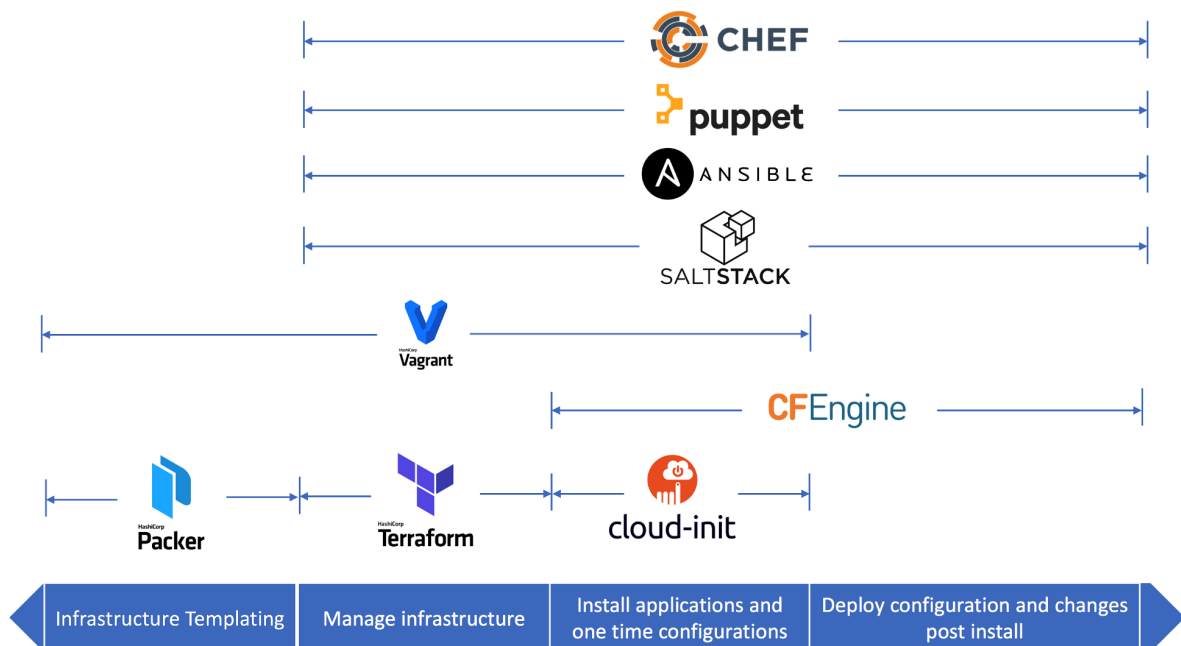 CHEF
puppet
ANSIBLE
SALTSTACK
HashiCorp
Vagrant
CFEngine
HashiCorp
Packer
HashiCorp
Terraform
cloud-init
Infrastructure Templating
Manage infrastructure
Install applications and
one time configurations
Deploy configuration and changes
post install